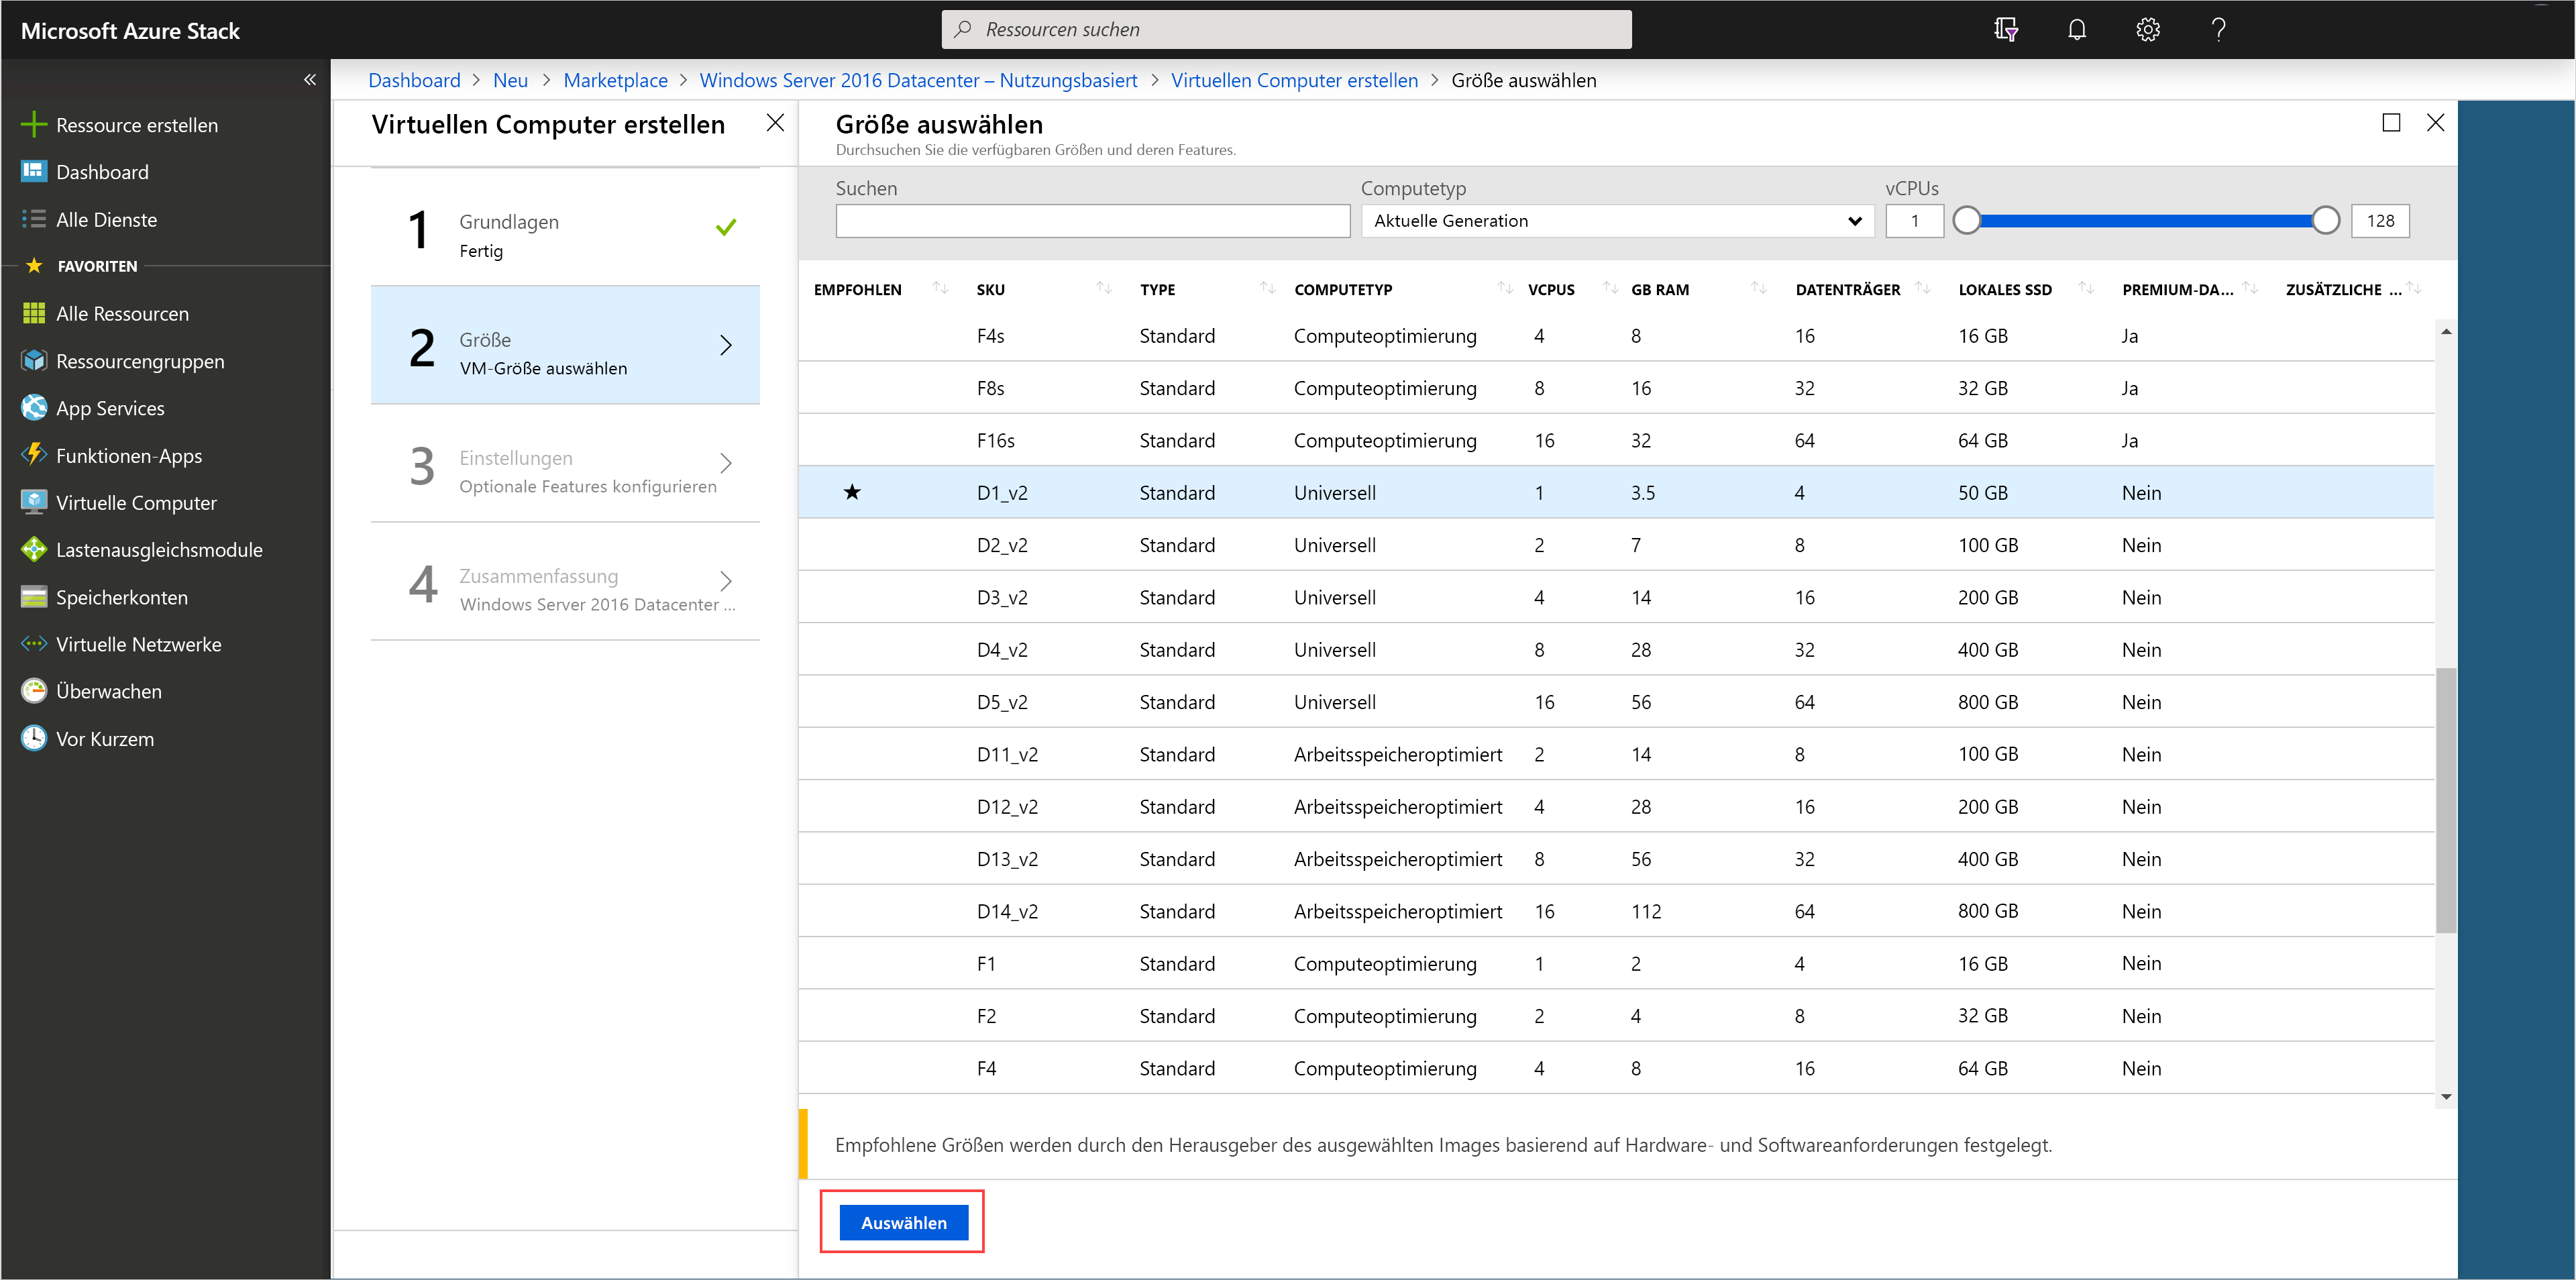 Microsoft Azure Stack
Ressourcen suchen
Dashboard > Neu > Marketplace > Windows Server 2016 Datacenter – Nutzungsbasiert > Virtuellen Computer erstellen > Größe auswählen
Ressource erstellen
Dashboard
Alle Dienste
FAVORITEN
Alle Ressourcen
Ressourcengruppen
App Services
Funktionen-Apps
Virtuelle Computer
Lastenausgleichsmodule
Speicherkonten
Virtuelle Netzwerke
Überwachen
Vor Kurzem
Virtuellen Computer erstellen
1 Grundlagen
Fertig
2 Größe
VM-Größe auswählen
3 Einstellungen
Optionale Features konfigurieren
4 Zusammenfassung
Windows Server 2016 Datacenter ...
Größe auswählen
Durchsuchen Sie die verfügbaren Größen und deren Features.
Suchen Computetyp vCPUs
Aktuelle Generation 1 128
EMPFOHLEN SKU TYPE COMPUTETYP VCPUS GB RAM DATENTRÄGER LOKALES SSD PREMIUM-DA... ZUSÄTZLICHE ...
F4s Standard Computeoptimierung 4 8 16 16 GB Ja
F8s Standard Computeoptimierung 8 16 32 32 GB Ja
F16s Standard Computeoptimierung 16 32 64 64 GB Ja
★ D1_v2 Standard Universell 1 3.5 4 50 GB Nein
D2_v2 Standard Universell 2 7 8 100 GB Nein
D3_v2 Standard Universell 4 14 16 200 GB Nein
D4_v2 Standard Universell 8 28 32 400 GB Nein
D5_v2 Standard Universell 16 56 64 800 GB Nein
D11_v2 Standard Arbeitsspeicheroptimiert 2 14 8 100 GB Nein
D12_v2 Standard Arbeitsspeicheroptimiert 4 28 16 200 GB Nein
D13_v2 Standard Arbeitsspeicheroptimiert 8 56 32 400 GB Nein
D14_v2 Standard Arbeitsspeicheroptimiert 16 112 64 800 GB Nein
F1 Standard Computeoptimierung 1 2 4 16 GB Nein
F2 Standard Computeoptimierung 2 4 8 32 GB Nein
F4 Standard Computeoptimierung 4 8 16 64 GB Nein
Empfohlene Größen werden durch den Herausgeber des ausgewählten Images basierend auf Hardware- und Softwareanforderungen festgelegt.
Auswählen